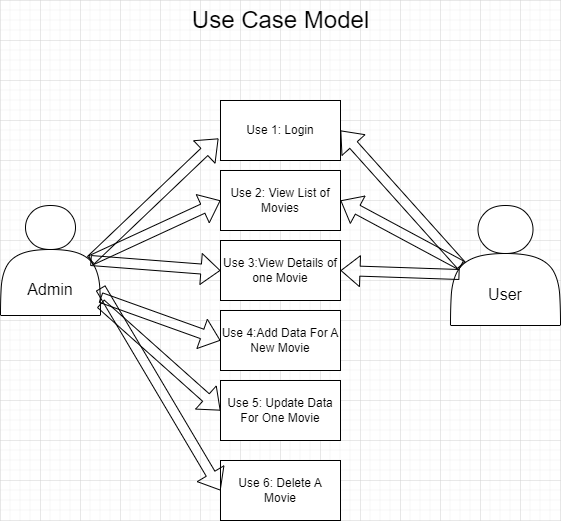 Use Case Model
Use 1: Login
Use 2: View List of
Movies
Use 3:View Details of
one Movie
Admin
User
Use 4:Add Data For A
New Movie
Use 5: Update Data
For One Movie
Use 6: Delete A
Movie